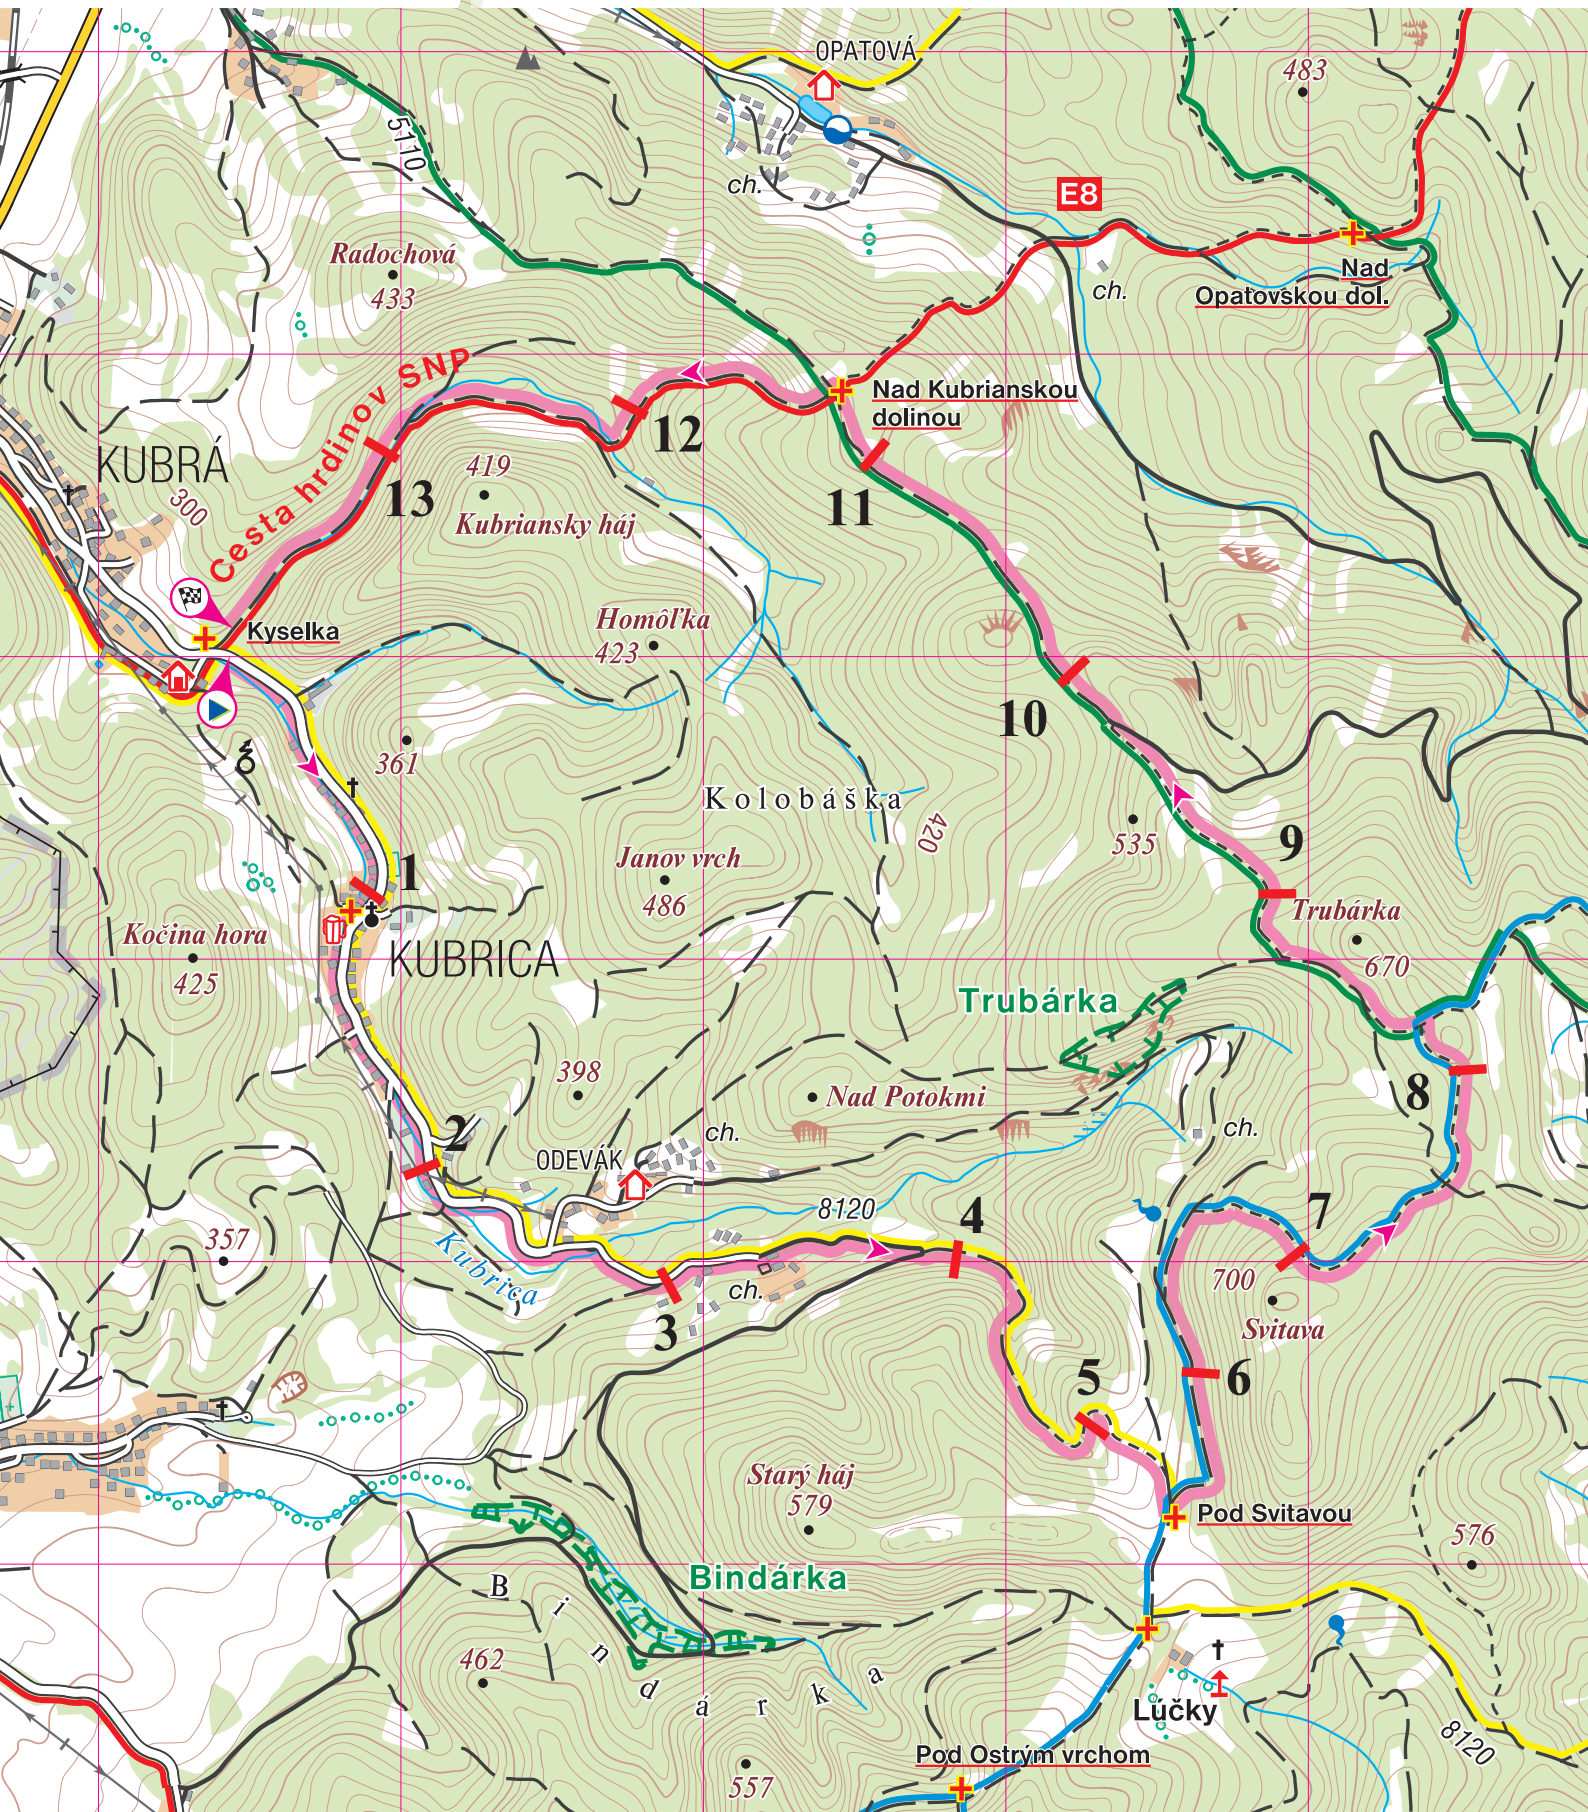 OPATOVÁ
483
5110
ch.
E8
Radochová
433
ch.
Nad
Opatovskou dol.
Cesta hrdinov SNP
Nad Kubrianskou
dolinou
12
KUBRÁ
419
13
300
Kubriansky háj
11
Kyselka
Homôľka
423
10
361
Kolobáška
420
535
9
Janov vrch
486
1
Trubárka
670
Kočina hora
425
KUBRICA
Trubárka
398
Nad Potokmi
8
2
ch.
ch.
ODEVÁK
8120
4
7
357
Kubrica
700
Svitava
ch.
3
5
6
Starý háj
579
Pod Svitavou
576
Bindárka
Bindárka
462
Lúčky
8120
Pod Ostrým vrchom
557